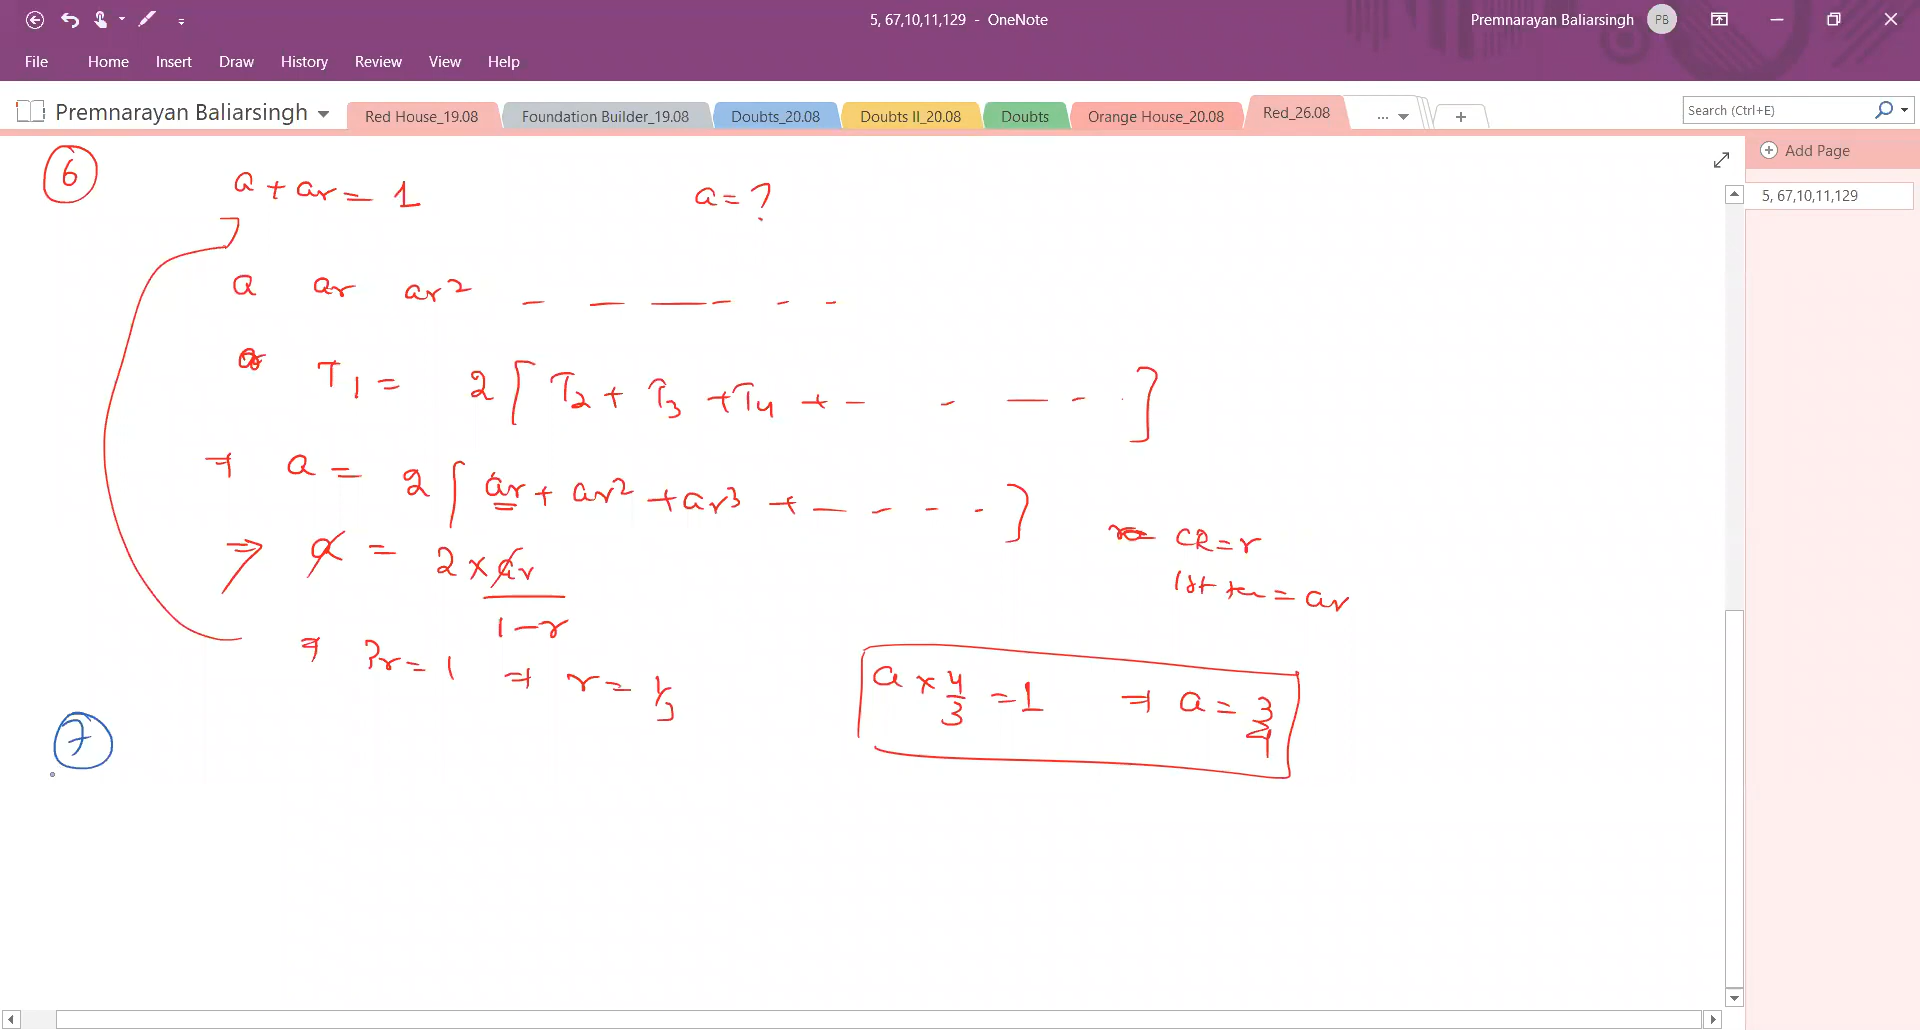 5, 67,10,11,129 - OneNote
Premnarayan Baliarsingh PB
File Home Insert Draw History Review View Help
Premnarayan Baliarsingh
Red House_19.08 Foundation Builder_19.08 Doubts_20.08 Doubts II_20.08 Doubts Orange House_20.08 Red_26.08 ... +
Search (Ctrl+E)
Add Page
5, 67,10,11,129
6
a + ar = 1 a = ?
a ar ar² - - - - - -
T1 = 2 [ T2 + T3 + T4 + - - - - - ]
⇒ a = 2 [ ar + ar² + ar³ + - - - - ]
⇒ a = 2 × ar / 1 - r
CR = r
1st = ar
⇒ 3r = 1 ⇒ r = 1/3
a × 4/3 = 1 ⇒ a = 3/4
7